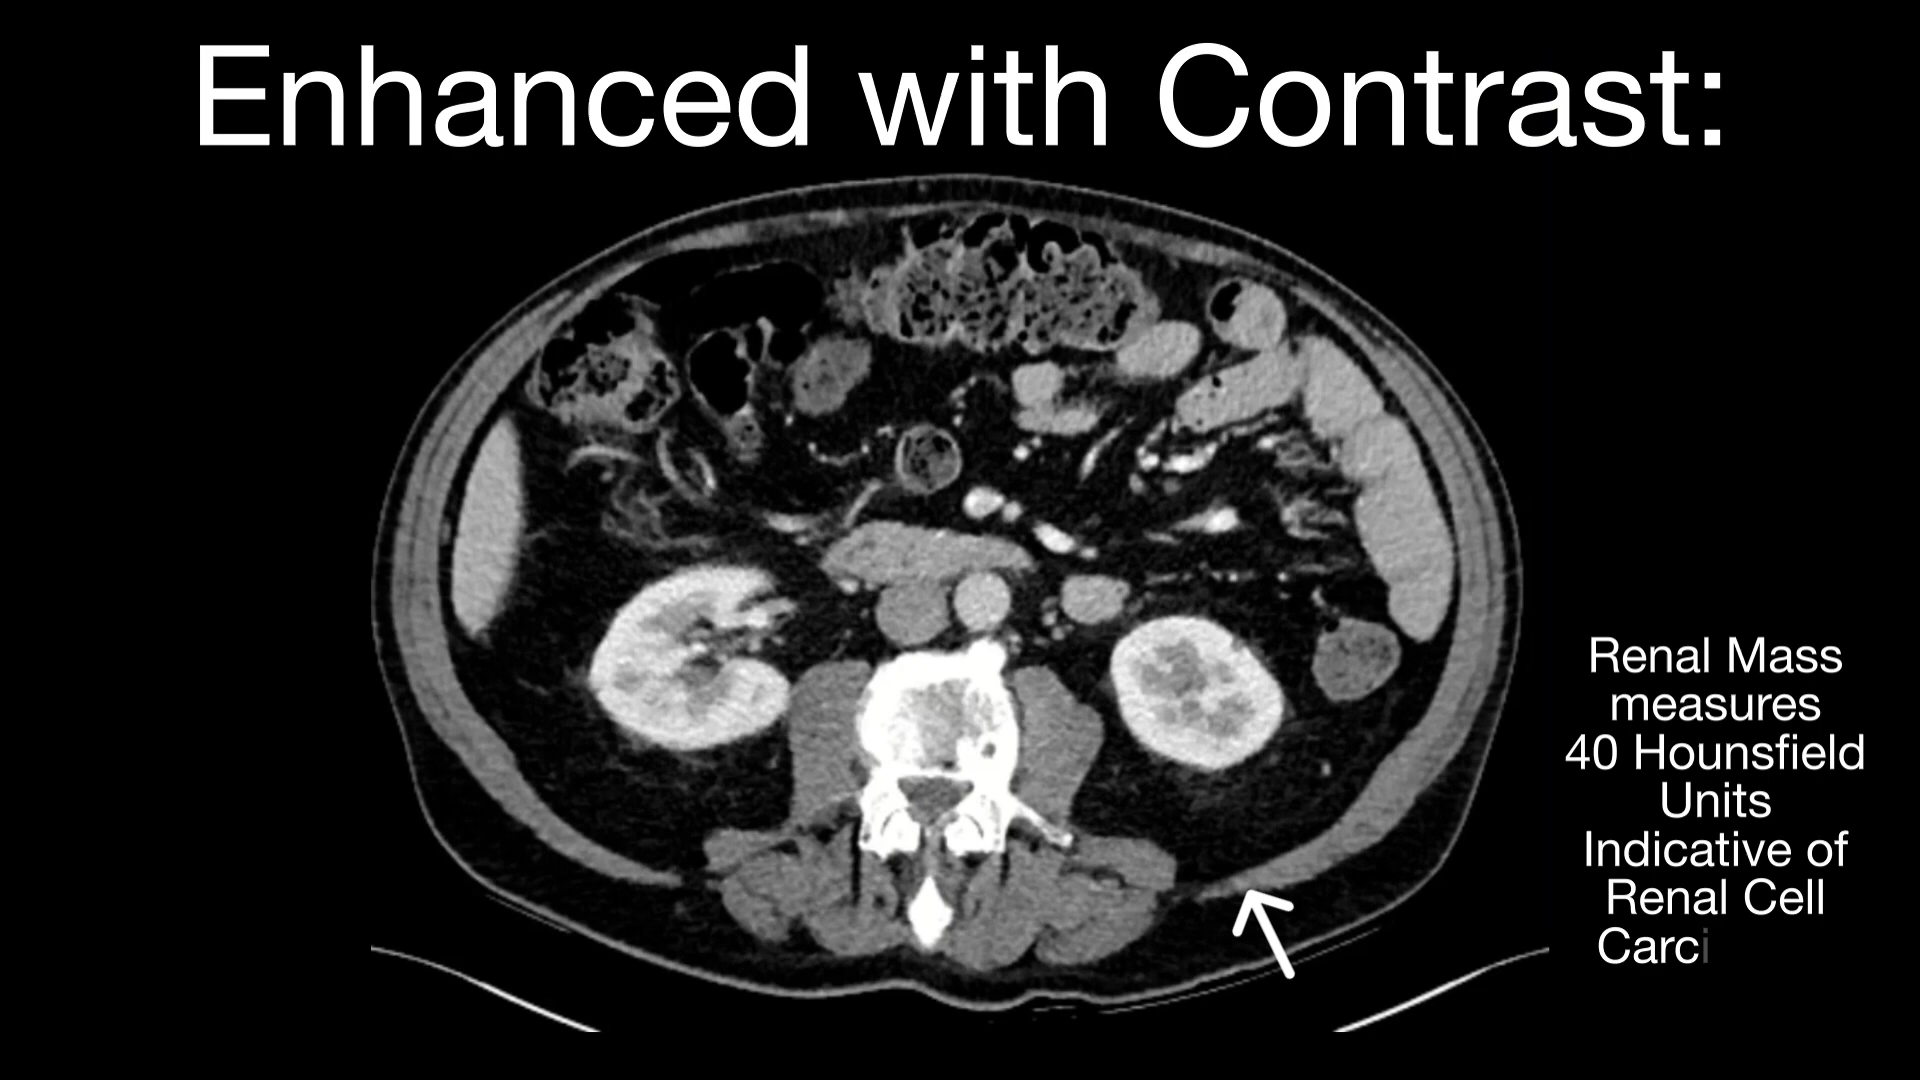 Enhanced with Contrast:
Renal Mass
measures
40 Hounsfield
Units
Indicative of
Renal Cell
Carci